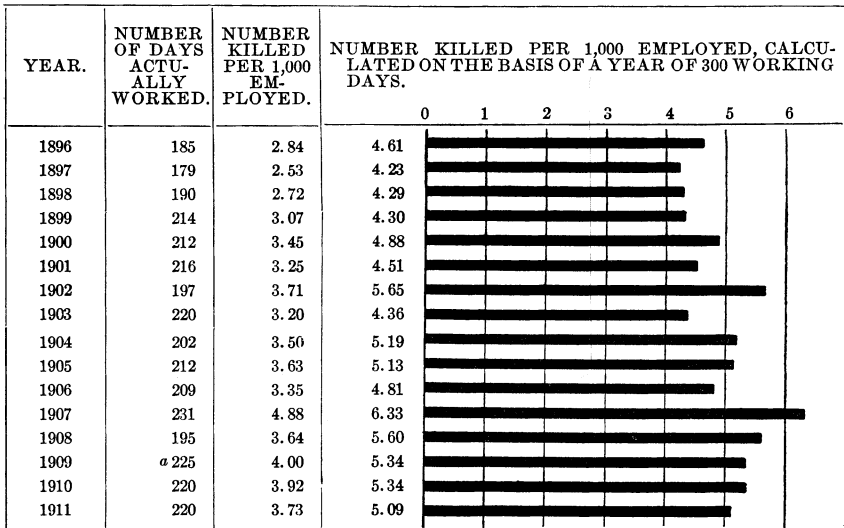 YEAR.
NUMBER
OF DAYS
ACTU-
ALLY
WORKED.
NUMBER
KILLED
PER 1,000
EM-
PLOYED.
NUMBER KILLED PER 1,000 EMPLOYED, CALCU-
LATED ON THE BASIS OF A YEAR OF 300 WORKING
DAYS.
0 1 2 3 4 5 6
1896 185 2.84 4.61
1897 179 2.53 4.23
1898 190 2.72 4.29
1899 214 3.07 4.30
1900 212 3.45 4.88
1901 216 3.25 4.51
1902 197 3.71 5.65
1903 220 3.20 4.36
1904 202 3.50 5.19
1905 212 3.63 5.13
1906 209 3.35 4.81
1907 231 4.88 6.33
1908 195 3.64 5.60
1909 a 225 4.00 5.34
1910 220 3.92 5.34
1911 220 3.73 5.09